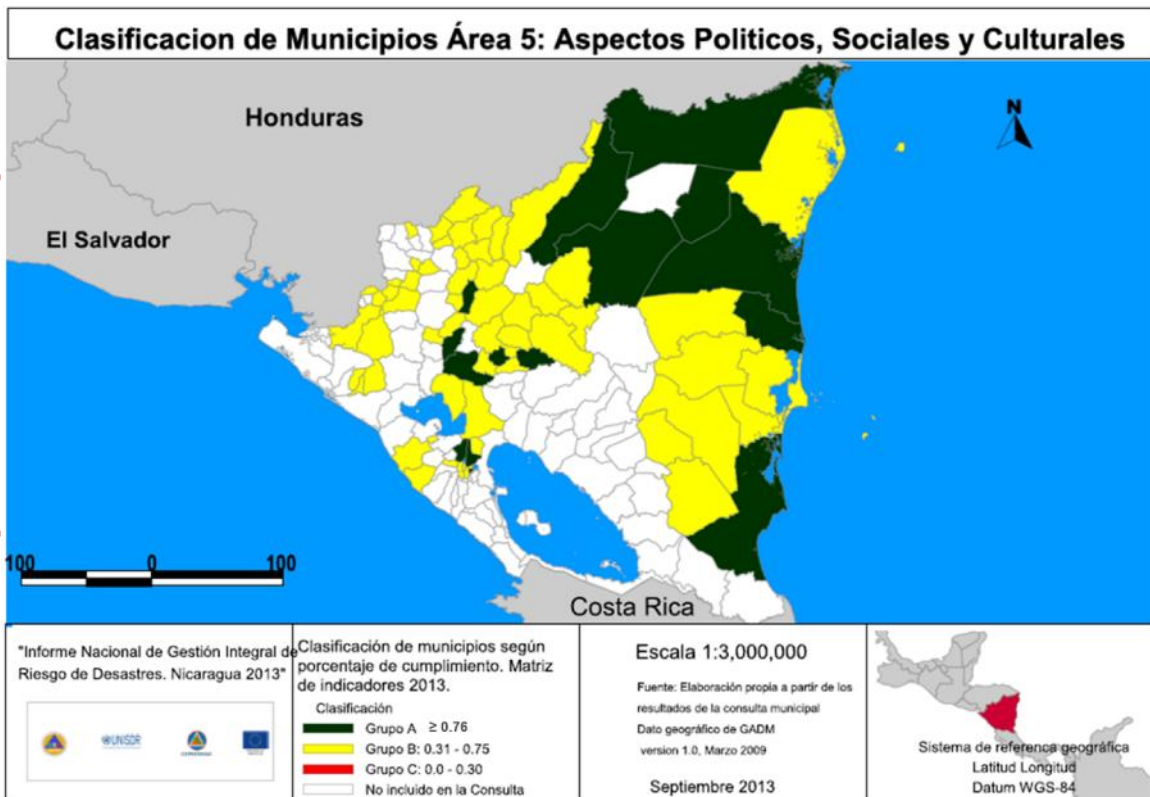 Clasificacion de Municipios Área 5: Aspectos Politicos, Sociales y Culturales
Honduras
N
El Salvador
100 0 100
Costa Rica
"Informe Nacional de Gestión Integral de
Riesgo de Desastres. Nicaragua 2013"
UNISDR
Clasificación de municipios según
porcentaje de cumplimiento. Matriz
de indicadores 2013.
Clasificación
Grupo A ≥ 0.76
Grupo B: 0.31 - 0.75
Grupo C: 0.0 - 0.30
No incluido en la Consulta
Escala 1:3,000,000
Fuente: Elaboración propia a partir de los
resultados de la consulta municipal
Dato geográfico de GADM
version 1.0, Marzo 2009
Septiembre 2013
Sistema de referenca geográfica
Latitud Longitud
Datum WGS-84